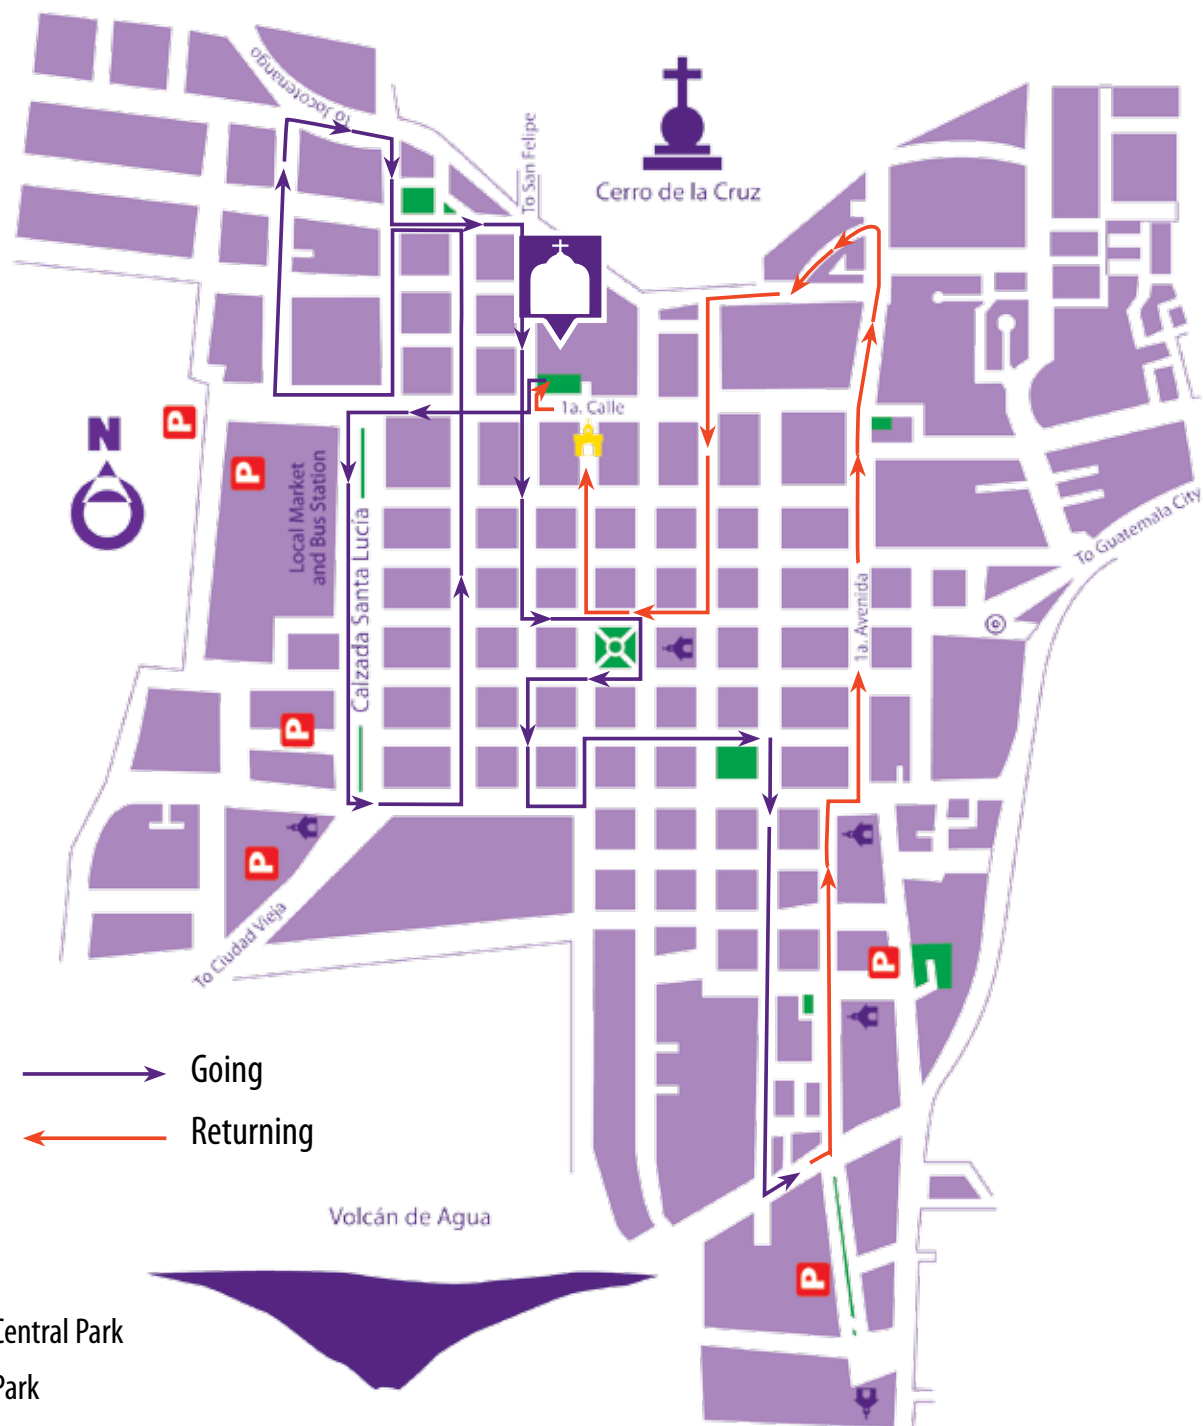 To Jocotenango
To San Felipe
Cerro de la Cruz
1a. Calle
P
N
P
Local Market
and Bus Station
Calzada Santa Lucía
To Guatemala City
1a. Avenida
P
P
To Ciudad Vieja
P
Going
Returning
Volcán de Agua
P
Central Park
Park